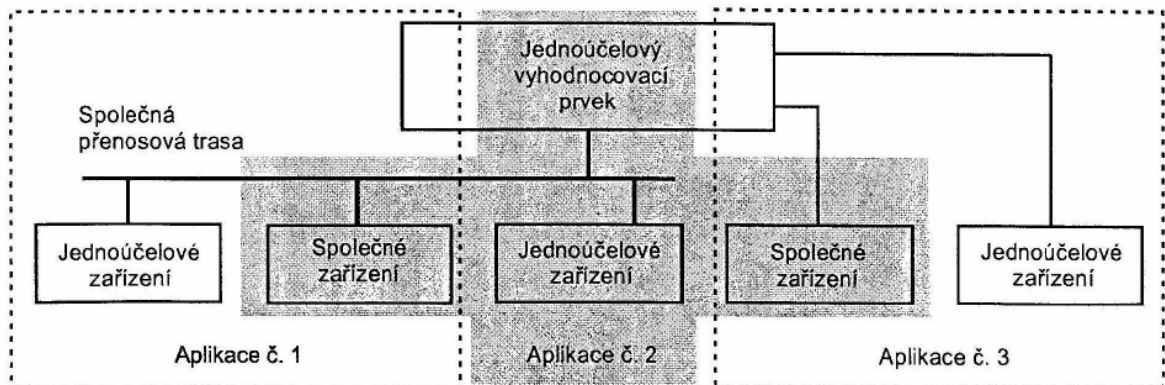 Jednoúčelový
vyhodnocovací
prvek
Společná
přenosová trasa
Jednoúčelové
zařízení
Společné
zařízení
Jednoúčelové
zařízení
Společné
zařízení
Jednoúčelové
zařízení
Aplikace č. 1
Aplikace č. 2
Aplikace č. 3